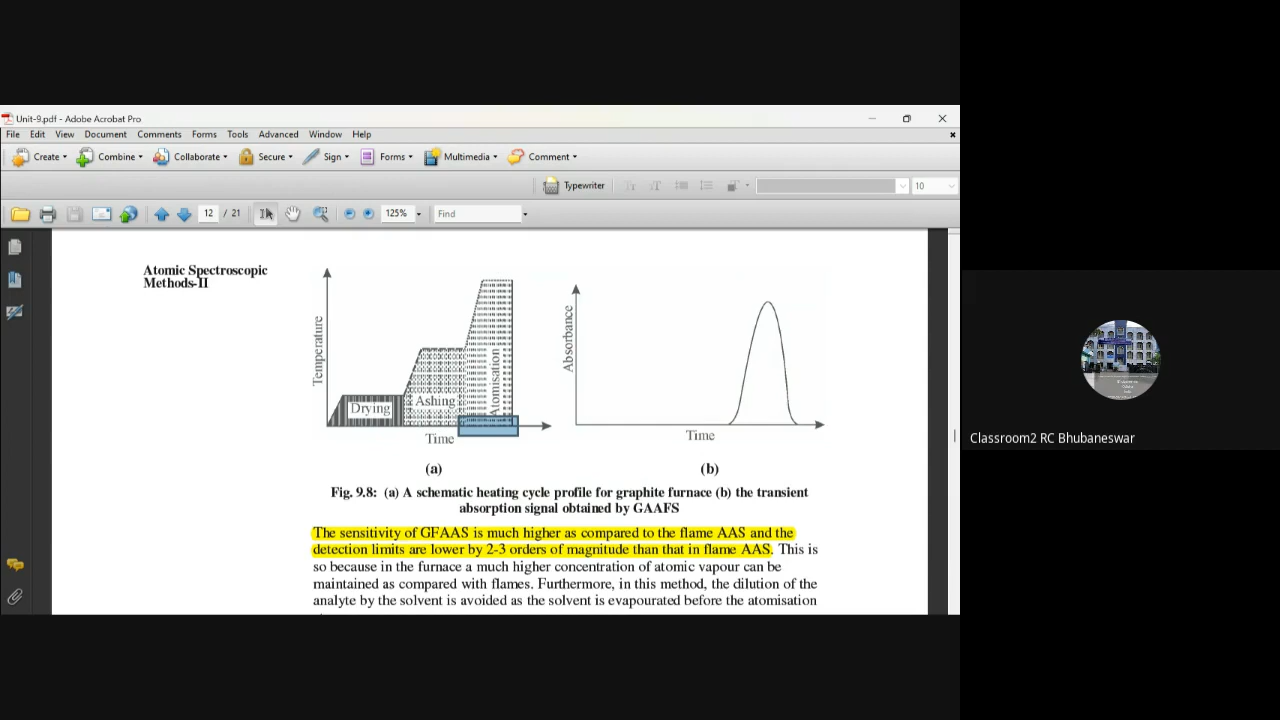 Unit-9.pdf - Adobe Acrobat Pro
File Edit View Document Comments Forms Tools Advanced Window Help
Create Combine Collaborate Secure Sign Forms Multimedia Comment
Typewriter 10
12 / 21 125% Find
Atomic Spectroscopic
Methods-II
Temperature
Drying
Ashing
Atomisation
Time
Absorbance
Time
(a) (b)
Fig. 9.8: (a) A schematic heating cycle profile for graphite furnace (b) the transient
absorption signal obtained by GAAFS
The sensitivity of GFAAS is much higher as compared to the flame AAS and the
detection limits are lower by 2-3 orders of magnitude than that in flame AAS. This is
so because in the furnace a much higher concentration of atomic vapour can be
maintained as compared with flames. Furthermore, in this method, the dilution of the
analyte by the solvent is avoided as the solvent is evapourated before the atomisation
Classroom2 RC Bhubaneswar